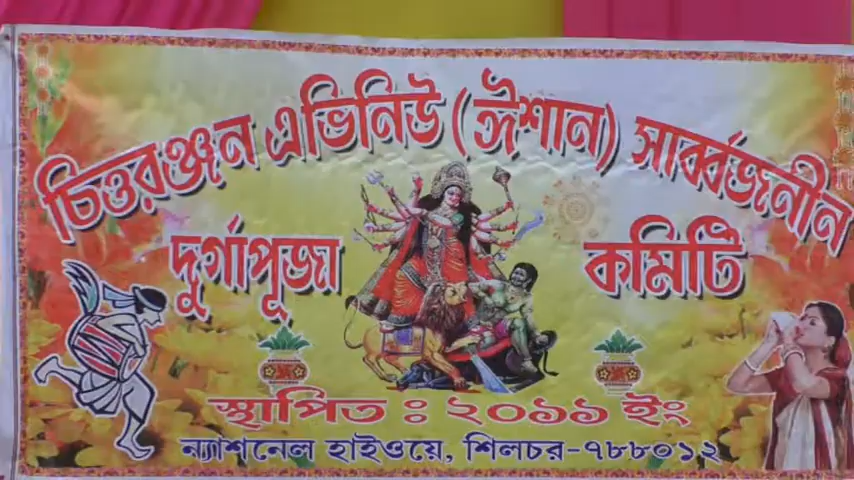 চিত্তরঞ্জন এভিনিউ (ঈশান) সার্ব্বজনীন
দুর্গাপূজা কমিটি
স্থাপিত : ২০১১ ইং
ন্যাশনেল হাইওয়ে, শিলচর-৭৮৮০১২